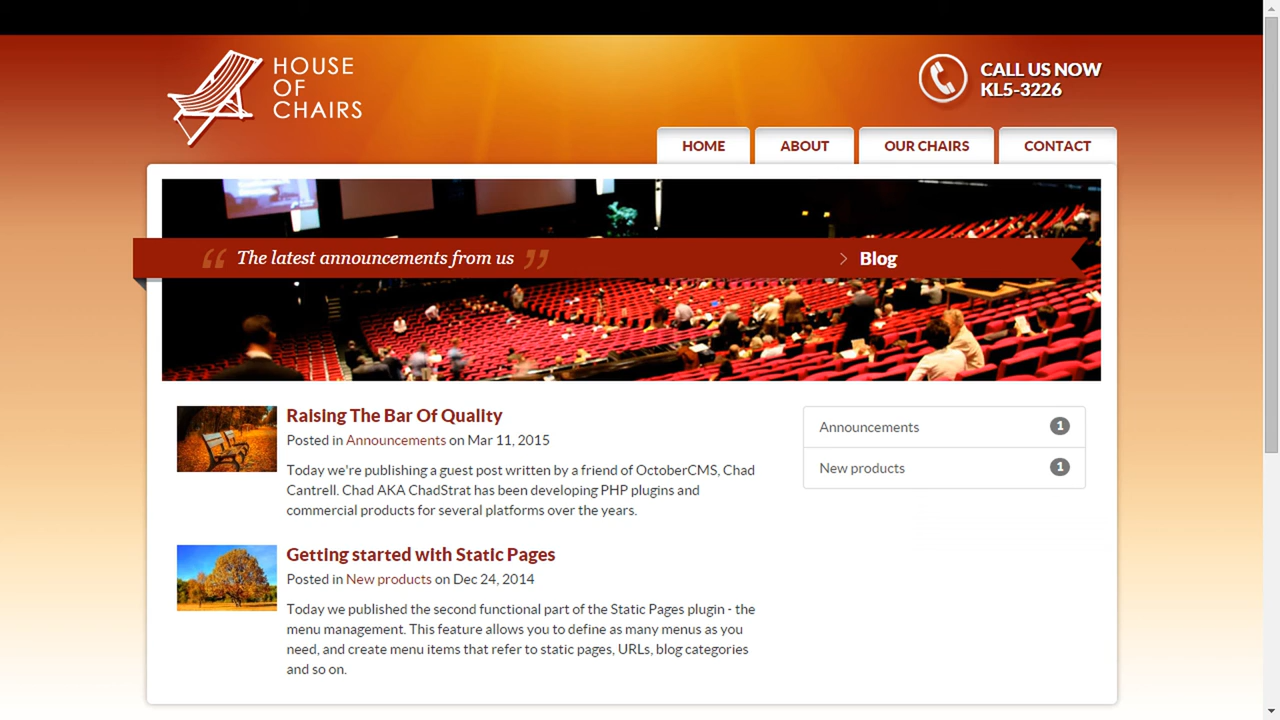 HOUSE
OF
CHAIRS
CALL US NOW
KL5-3226
HOME
ABOUT
OUR CHAIRS
CONTACT
“ The latest announcements from us ”
Blog
Raising The Bar Of Quality
Posted in Announcements on Mar 11, 2015
Today we're publishing a guest post written by a friend of OctoberCMS, Chad
Cantrell. Chad AKA ChadStrat has been developing PHP plugins and
commercial products for several platforms over the years.
Getting started with Static Pages
Posted in New products on Dec 24, 2014
Today we published the second functional part of the Static Pages plugin - the
menu management. This feature allows you to define as many menus as you
need, and create menu items that refer to static pages, URLs, blog categories
and so on.
Announcements 1
New products 1